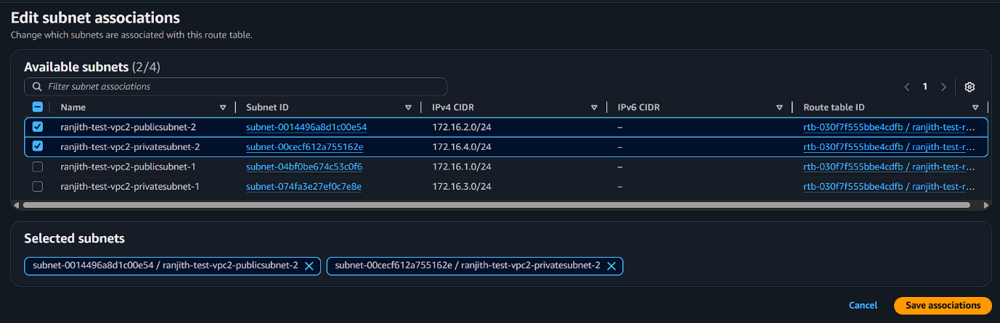 Edit subnet associations
Change which subnets are associated with this route table.
Available subnets (2/4)
Filter subnet associations
1
Name Subnet ID IPv4 CIDR IPv6 CIDR Route table ID
ranjith-test-vpc2-publicsubnet-2 subnet-0014496a8d1c00e54 172.16.2.0/24 – rtb-030f7f555bbe4cdfb / ranjith-test-r...
ranjith-test-vpc2-privatesubnet-2 subnet-00cecf612a755162e 172.16.4.0/24 – rtb-030f7f555bbe4cdfb / ranjith-test-r...
ranjith-test-vpc2-publicsubnet-1 subnet-04bf0be674c53c0f6 172.16.1.0/24 – rtb-030f7f555bbe4cdfb / ranjith-test-r...
ranjith-test-vpc2-privatesubnet-1 subnet-074fa3e27ef0c7e8e 172.16.3.0/24 – rtb-030f7f555bbe4cdfb / ranjith-test-r...
Selected subnets
subnet-0014496a8d1c00e54 / ranjith-test-vpc2-publicsubnet-2 subnet-00cecf612a755162e / ranjith-test-vpc2-privatesubnet-2
Cancel Save associations